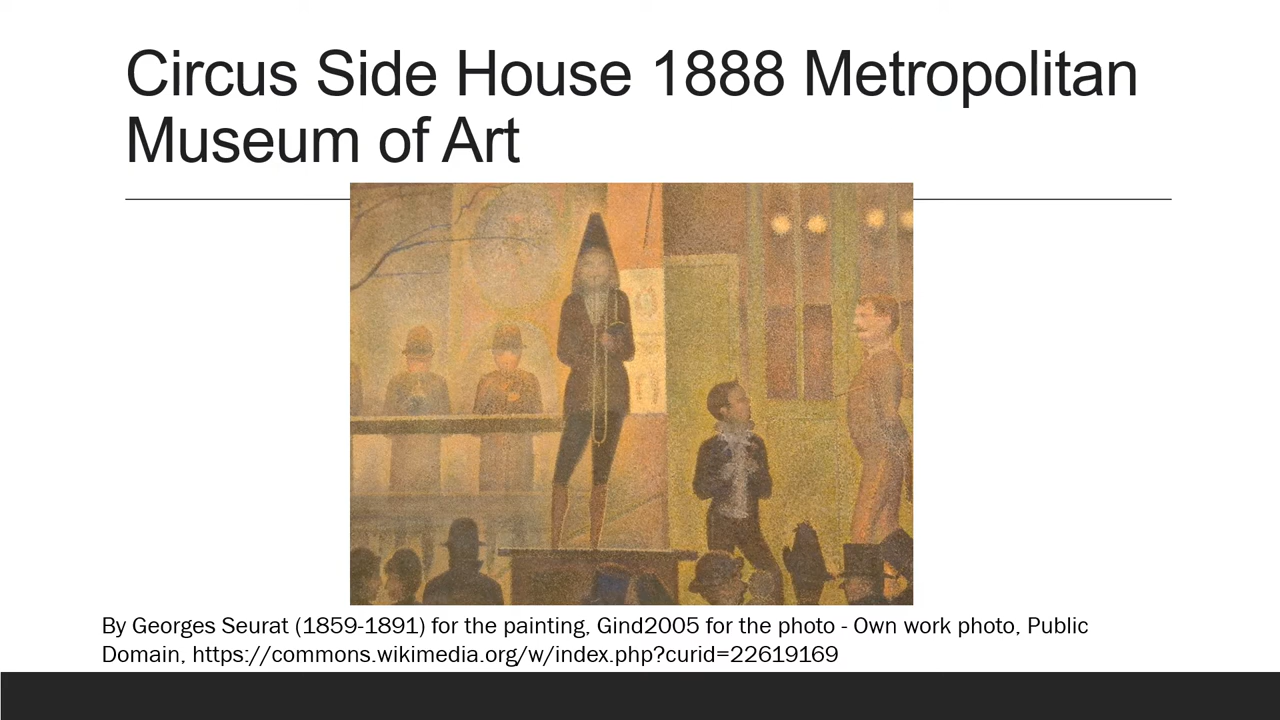 Circus Side House 1888 Metropolitan
Museum of Art
By Georges Seurat (1859-1891) for the painting, Gind2005 for the photo - Own work photo, Public
Domain, https://commons.wikimedia.org/w/index.php?curid=22619169